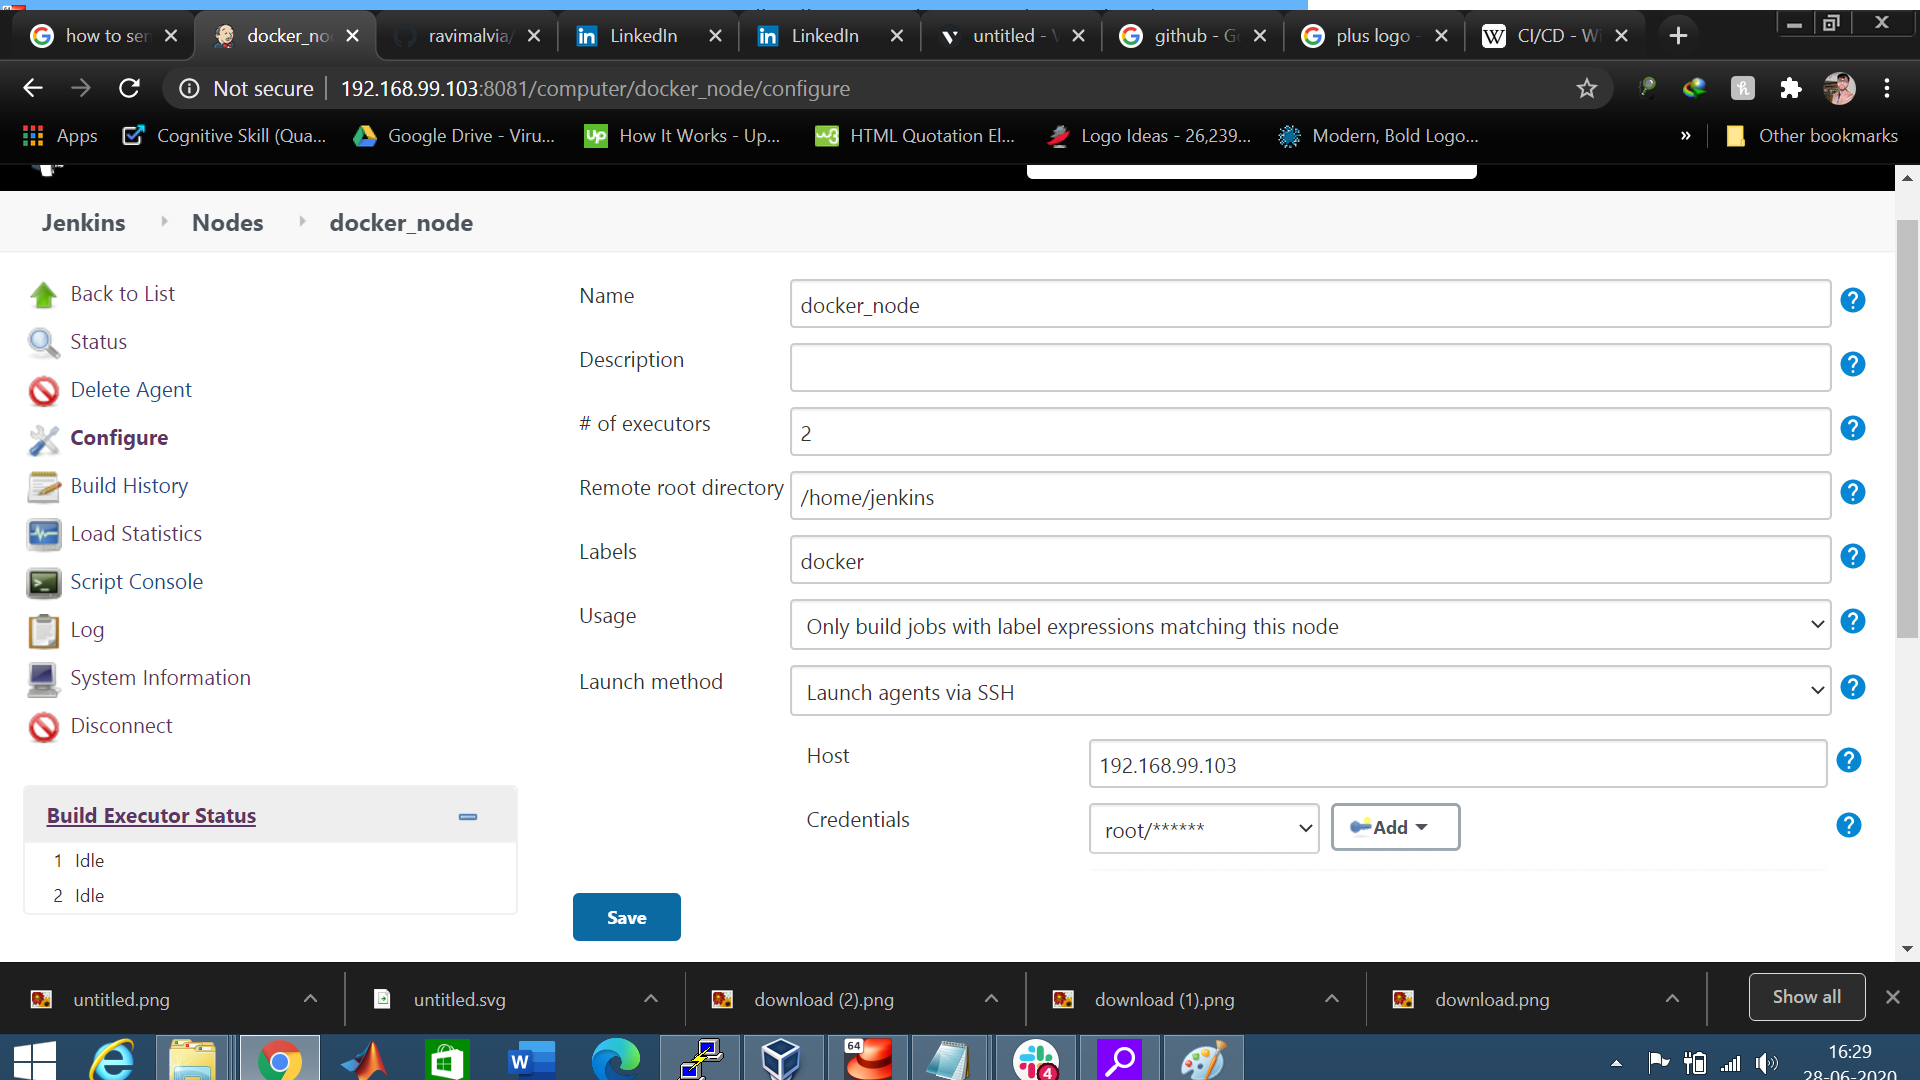 how to ser
docker_no
ravimalvia/
LinkedIn
LinkedIn
untitled - V
github - G
plus logo -
CI/CD - Wi
Not secure
192.168.99.103:8081/computer/docker_node/configure
Apps
Cognitive Skill (Qua...
Google Drive - Viru...
How It Works - Up...
HTML Quotation El...
Logo Ideas - 26,239...
Modern, Bold Logo...
»
Other bookmarks
Jenkins
Nodes
docker_node
Back to List
Status
Delete Agent
Configure
Build History
Load Statistics
Script Console
Log
System Information
Disconnect
Build Executor Status
1 Idle
2 Idle
Name
docker_node
Description
# of executors
2
Remote root directory
/home/jenkins
Labels
docker
Usage
Only build jobs with label expressions matching this node
Launch method
Launch agents via SSH
Host
192.168.99.103
Credentials
root/******
Add
Save
untitled.png
untitled.svg
download (2).png
download (1).png
download.png
Show all
64
4
16:29
28-06-2020